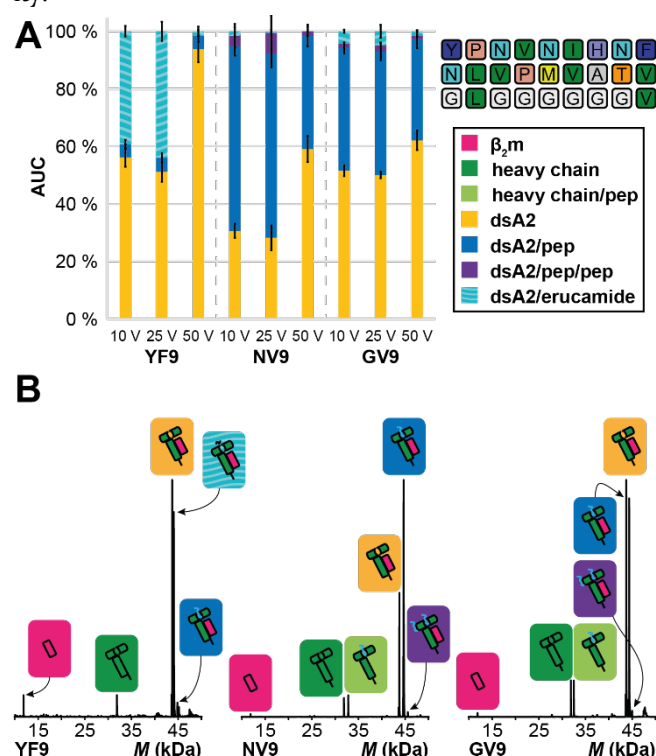 A
100 %
80 %
60 %
40 %
20 %
0 %
AUC
10 V 25 V 50 V 10 V 25 V 50 V 10 V 25 V 50 V
YF9 NV9 GV9
Y P N V N I H N F
N L V P M V A T V
G L G G G G G G V
β₂m
heavy chain
heavy chain/pep
dsA2
dsA2/pep
dsA2/pep/pep
dsA2/erucamide
B
15 25 35 45 15 25 35 45 15 25 35 45
YF9 M (kDa) NV9 M (kDa) GV9 M (kDa)